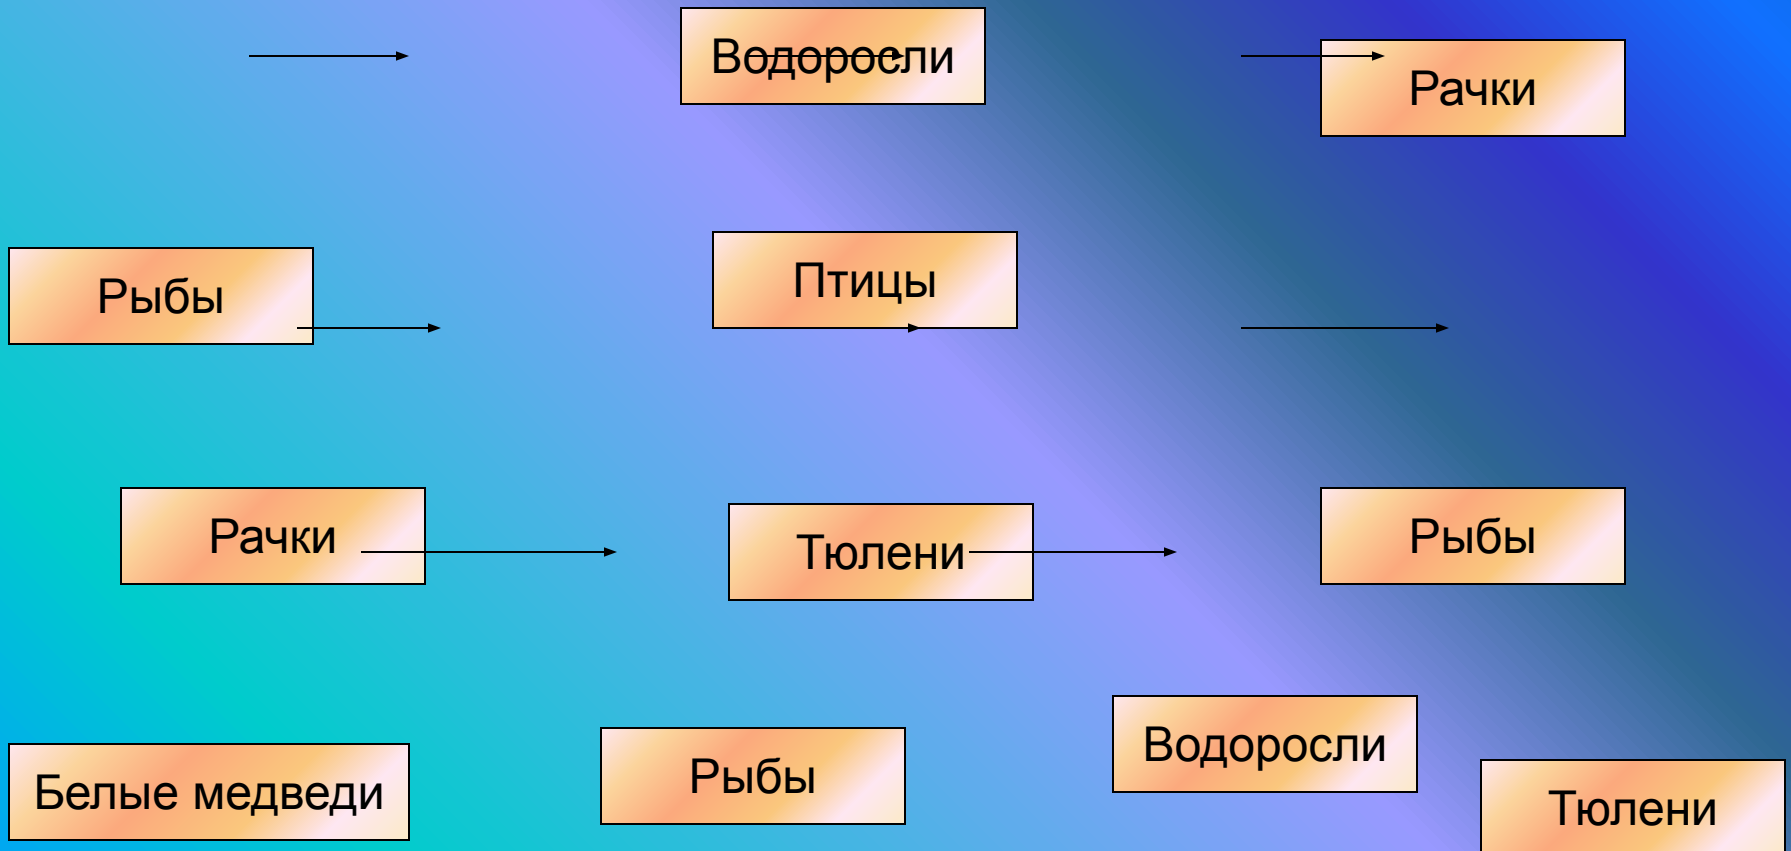 Водоросли
Рачки
Рыбы
Птицы
Рачки
Тюлени
Рыбы
Белые медведи
Рыбы
Водоросли
Тюлени